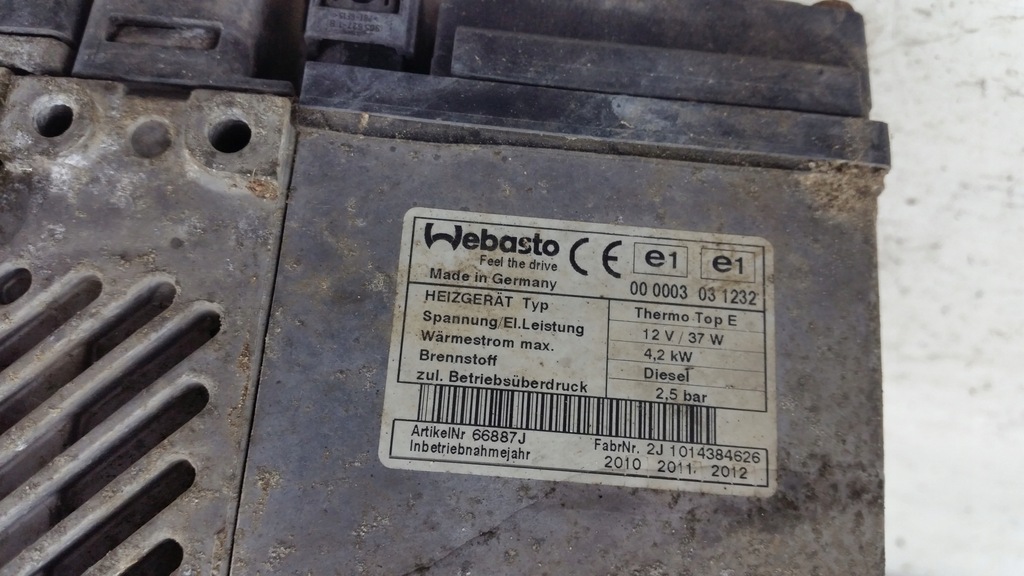 Webasto
Feel the drive
Made in Germany
CE e1 e1
00 0003 03 1232
HEIZGERÄT Typ Thermo Top E
Spannung/El.Leistung 12 V / 37 W
Wärmestrom max. 4,2 kW
Brennstoff Diesel
zul. Betriebsüberdruck 2,5 bar
ArtikelNr 66887J FabrNr. 2J 1014384626
Inbetriebnahmejahr 2010 2011 2012